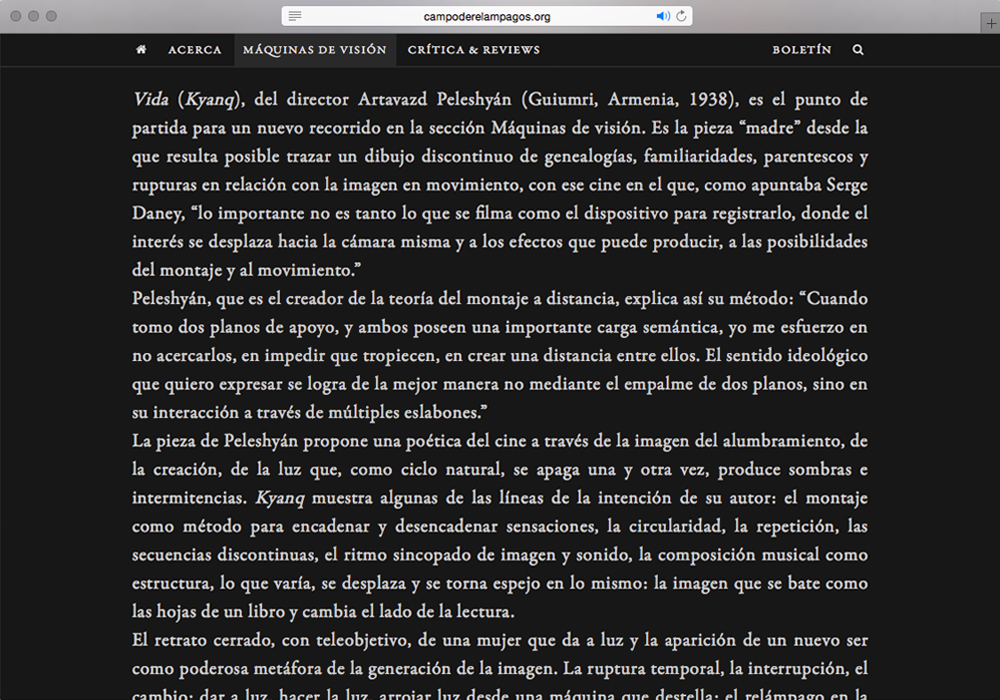 campoderelampagos.org
ACERCA MÁQUINAS DE VISIÓN CRÍTICA & REVIEWS BOLETÍN
Vida (Kyanq), del director Artavazd Peleshyán (Guiumri, Armenia, 1938), es el punto de
partida para un nuevo recorrido en la sección Máquinas de visión. Es la pieza “madre” desde la
que resulta posible trazar un dibujo discontinuo de genealogías, familiaridades, parentescos y
rupturas en relación con la imagen en movimiento, con ese cine en el que, como apuntaba Serge
Daney, “lo importante no es tanto lo que se filma como el dispositivo para registrarlo, donde el
interés se desplaza hacia la cámara misma y a los efectos que puede producir, a las posibilidades
del montaje y al movimiento.”
Peleshyán, que es el creador de la teoría del montaje a distancia, explica así su método: “Cuando
tomo dos planos de apoyo, y ambos poseen una importante carga semántica, yo me esfuerzo en
no acercarlos, en impedir que tropiecen, en crear una distancia entre ellos. El sentido ideológico
que quiero expresar se logra de la mejor manera no mediante el empalme de dos planos, sino en
su interacción a través de múltiples eslabones.”
La pieza de Peleshyán propone una poética del cine a través de la imagen del alumbramiento, de
la creación, de la luz que, como ciclo natural, se apaga una y otra vez, produce sombras e
intermitencias. Kyanq muestra algunas de las líneas de la intención de su autor: el montaje
como método para encadenar y desencadenar sensaciones, la circularidad, la repetición, las
secuencias discontinuas, el ritmo sincopado de imagen y sonido, la composición musical como
estructura, lo que varía, se desplaza y se torna espejo en lo mismo: la imagen que se bate como
las hojas de un libro y cambia el lado de la lectura.
El retrato cerrado, con teleobjetivo, de una mujer que da a luz y la aparición de un nuevo ser
como poderosa metáfora de la generación de la imagen. La ruptura temporal, la interrupción, el
cambio: dar a luz, hacer la luz, arrojar luz desde una máquina que destella: el relámpago en la